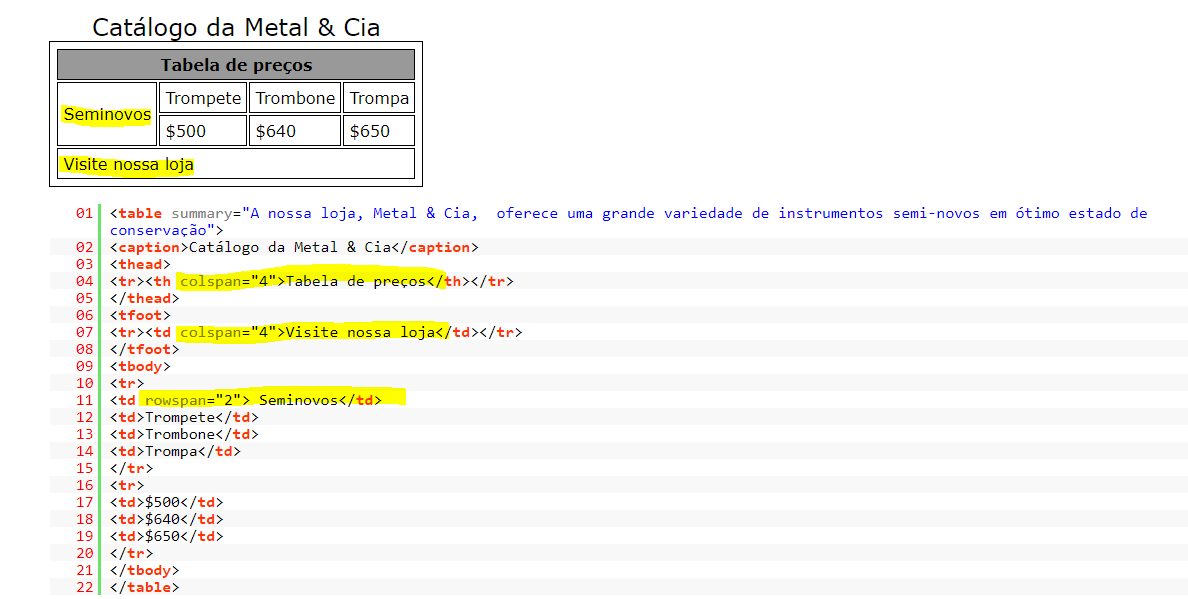 Catálogo da Metal & Cia
Tabela de preços
Seminovos
Trompete Trombone Trompa
$500 $640 $650
Visite nossa loja
01 <table summary="A nossa loja, Metal & Cia,  oferece uma grande variedade de instrumentos semi-novos em ótimo estado de
conservação">
02 <caption>Catálogo da Metal & Cia</caption>
03 <thead>
04 <tr><th colspan="4">Tabela de preços</th></tr>
05 </thead>
06 <tfoot>
07 <tr><td colspan="4">Visite nossa loja</td></tr>
08 </tfoot>
09 <tbody>
10 <tr>
11 <td rowspan="2"> Seminovos</td>
12 <td>Trompete</td>
13 <td>Trombone</td>
14 <td>Trompa</td>
15 </tr>
16 <tr>
17 <td>$500</td>
18 <td>$640</td>
19 <td>$650</td>
20 </tr>
21 </tbody>
22 </table>